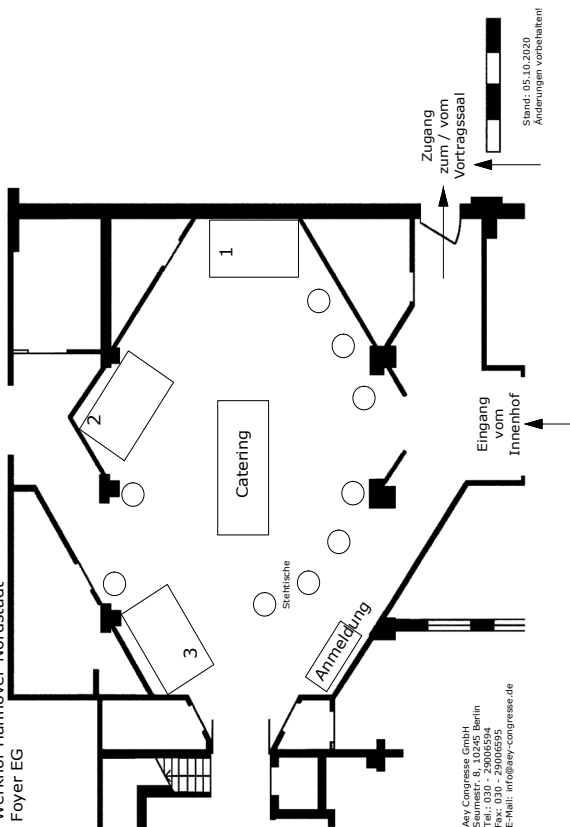 Werkhof Hannover Nordstadt
Foyer EG
1
2
3
Catering
Stehtische
Anmeldung
Zugang
zum / vom
Vortragssaal
Eingang
vom
Innenhof
Stand: 05.10.2020
Änderungen vorbehalten!
Aey Congresse GmbH
Seumestr. 8, 10245 Berlin
Tel.: 030 - 29006594
Fax: 030 - 29006595
E-Mail: info@aey-congresse.de